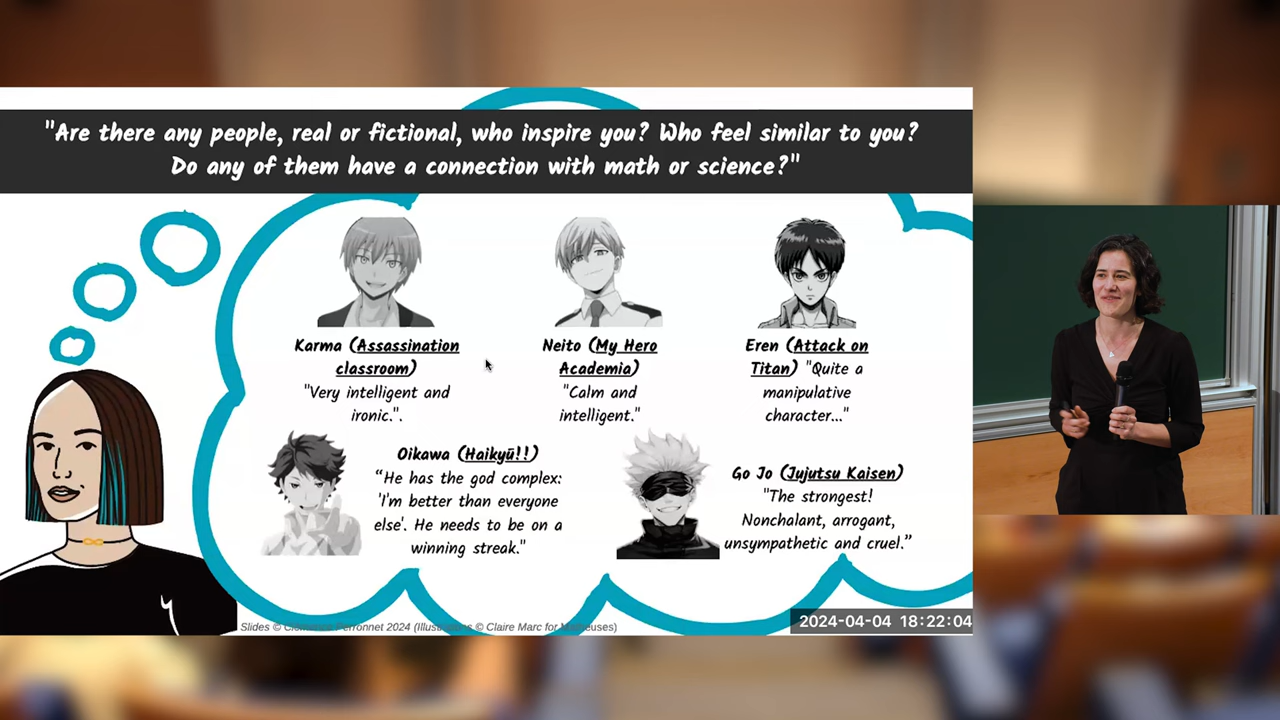 "Are there any people, real or fictional, who inspire you? Who feel similar to you?
Do any of them have a connection with math or science?"
Karma (Assassination
classroom)
"Very intelligent and
ironic.".
Neito (My Hero
Academia)
"Calm and
intelligent."
Eren (Attack on
Titan) "Quite a
manipulative
character..."
Oikawa (Haikyū!!)
“He has the god complex:
'I'm better than everyone
else'. He needs to be on a
winning streak."
Go Jo (Jujutsu Kaisen)
"The strongest!
Nonchalant, arrogant,
unsympathetic and cruel.”
Slides © Perronnet 2024 (Illust © Claire Marc for
2024-04-04 18:22:04